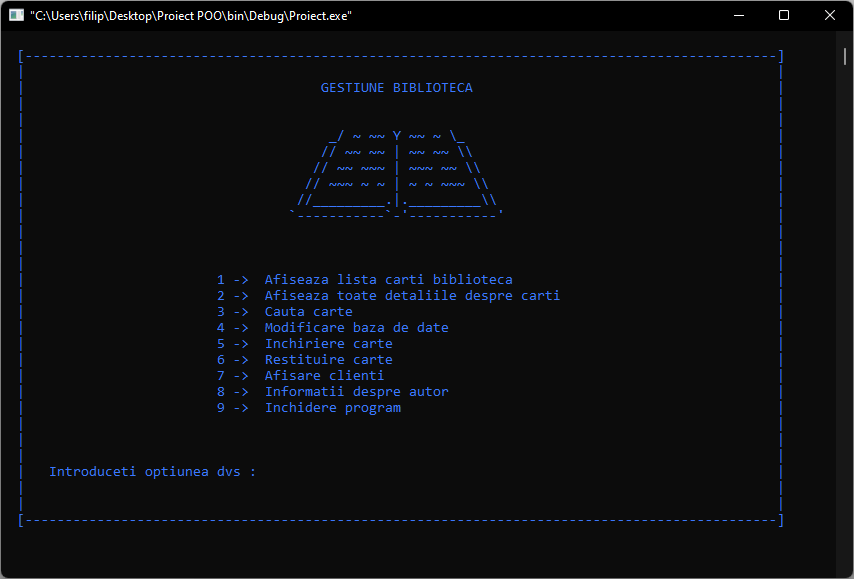 "C:\Users\filip\Desktop\Proiect POO\bin\Debug\Proiect.exe"
GESTIUNE BIBLIOTECA
1 -> Afiseaza lista carti biblioteca
2 -> Afiseaza toate detaliile despre carti
3 -> Cauta carte
4 -> Modificare baza de date
5 -> Inchiriere carte
6 -> Restituire carte
7 -> Afisare clienti
8 -> Informatii despre autor
9 -> Inchidere program
Introduceti optiunea dvs :